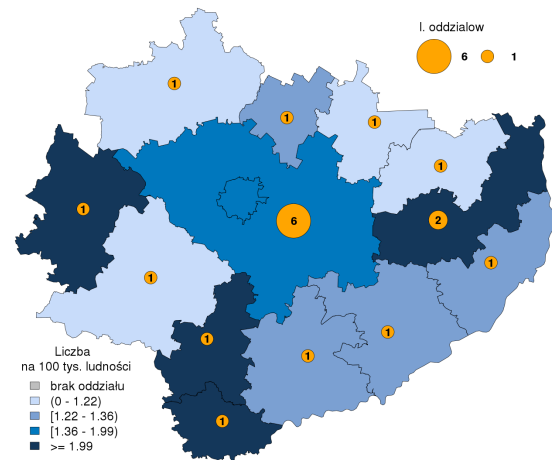 l. oddzialow
6 1
1
1
1
1
1
6
2
1
1
1
1
1
1
Liczba
na 100 tys. ludności
brak oddziału
(0 - 1.22)
[1.22 - 1.36)
[1.36 - 1.99)
>= 1.99